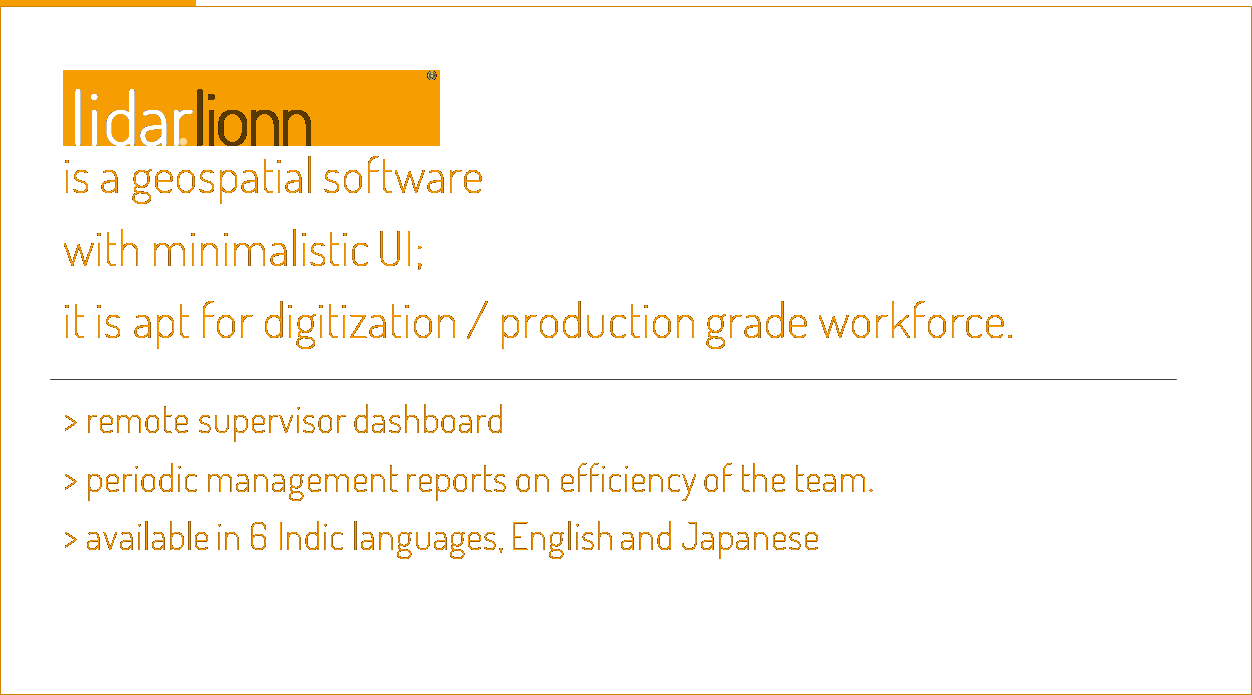 lidar.lionn®
is a geospatial software
with minimalistic UI;
it is apt for digitization / production grade workforce.
> remote supervisor dashboard
> periodic management reports on efficiency of the team.
> available in 6 Indic languages, English and Japanese